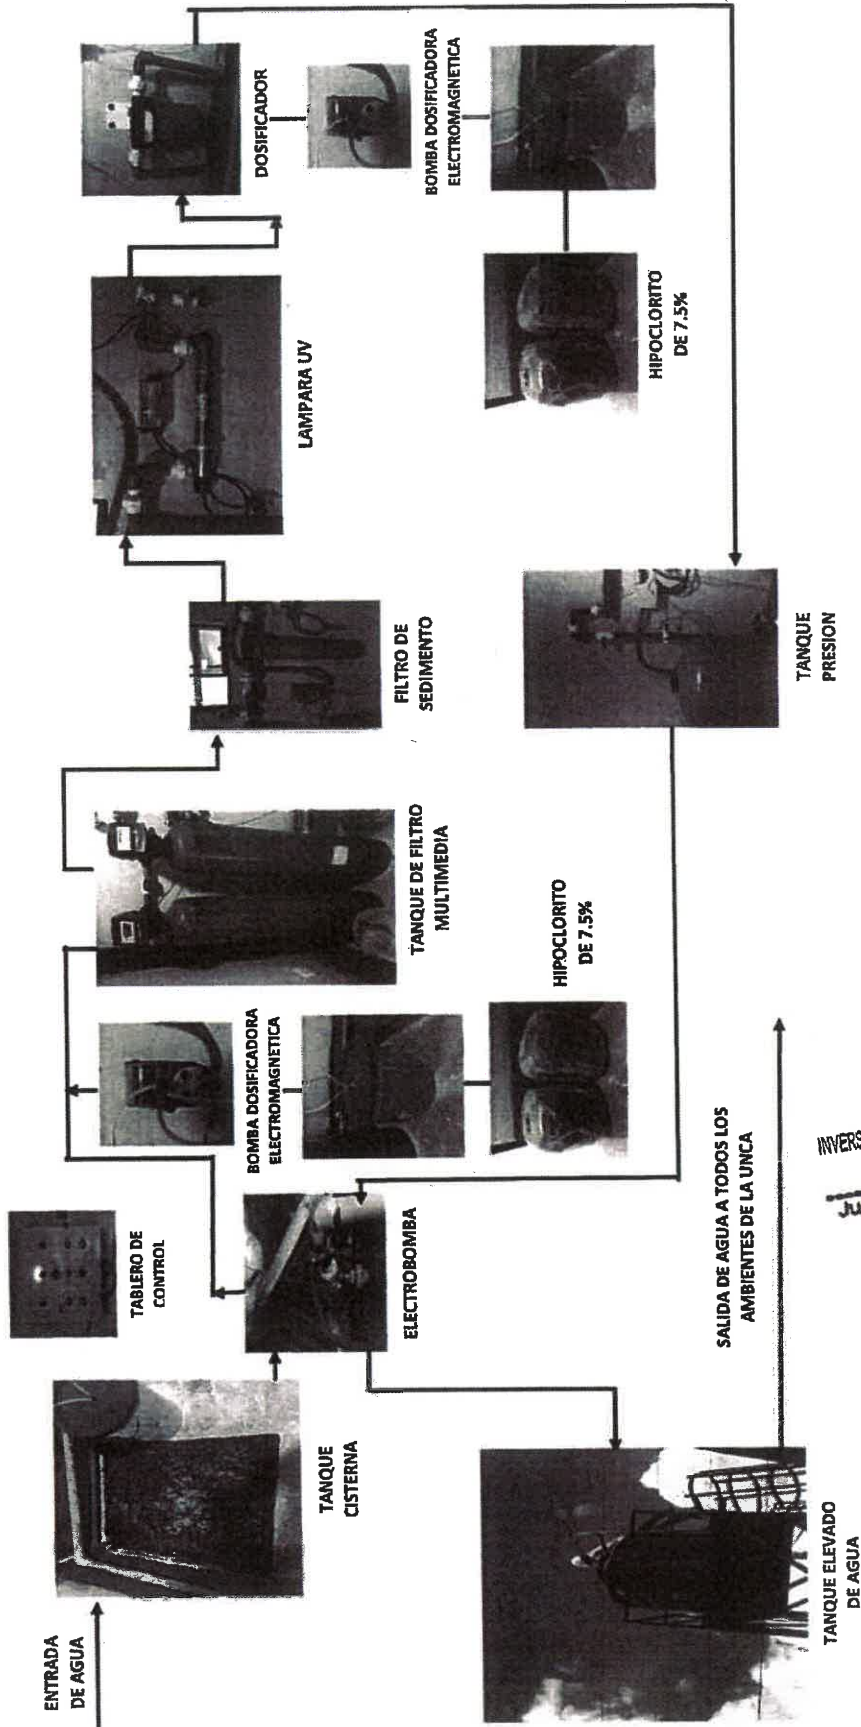 ENTRADA
DE AGUA
TANQUE
CISTERNA
TABLERO DE
CONTROL
ELECTROBOMBA
BOMBA DOSIFICADORA
ELECTROMAGNETICA
HIPOCLORITO
DE 7.5%
TANQUE DE FILTRO
MULTIMEDIA
FILTRO DE
SEDIMENTO
LAMPARA UV
DOSIFICADOR
BOMBA DOSIFICADORA
ELECTROMAGNETICA
HIPOCLORITO
DE 7.5%
TANQUE
PRESION
TANQUE ELEVADO
DE AGUA
SALIDA DE AGUA A TODOS LOS
AMBIENTES DE LA UNCA
INVERS
JU